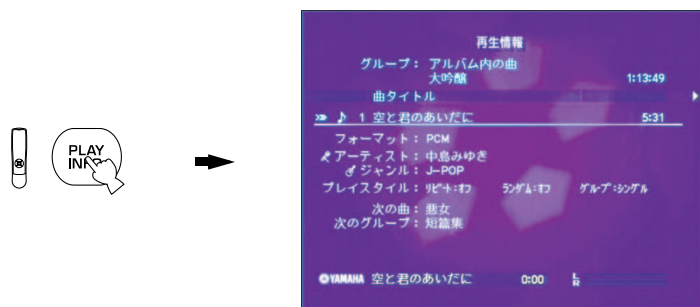 PLAY
INFO
再生情報
グループ： アルバム内の曲
大吟醸 1:13:49
曲タイトル
1 空と君のあいだに 5:31
フォーマット： PCM
アーティスト： 中島みゆき
ジャンル： J-POP
プレイスタイル： リピート:オフ ランダム:オフ グループ:シングル
次の曲： 悪女
次のグループ： 短篇集
YAMAHA 空と君のあいだに 0:00 L
R